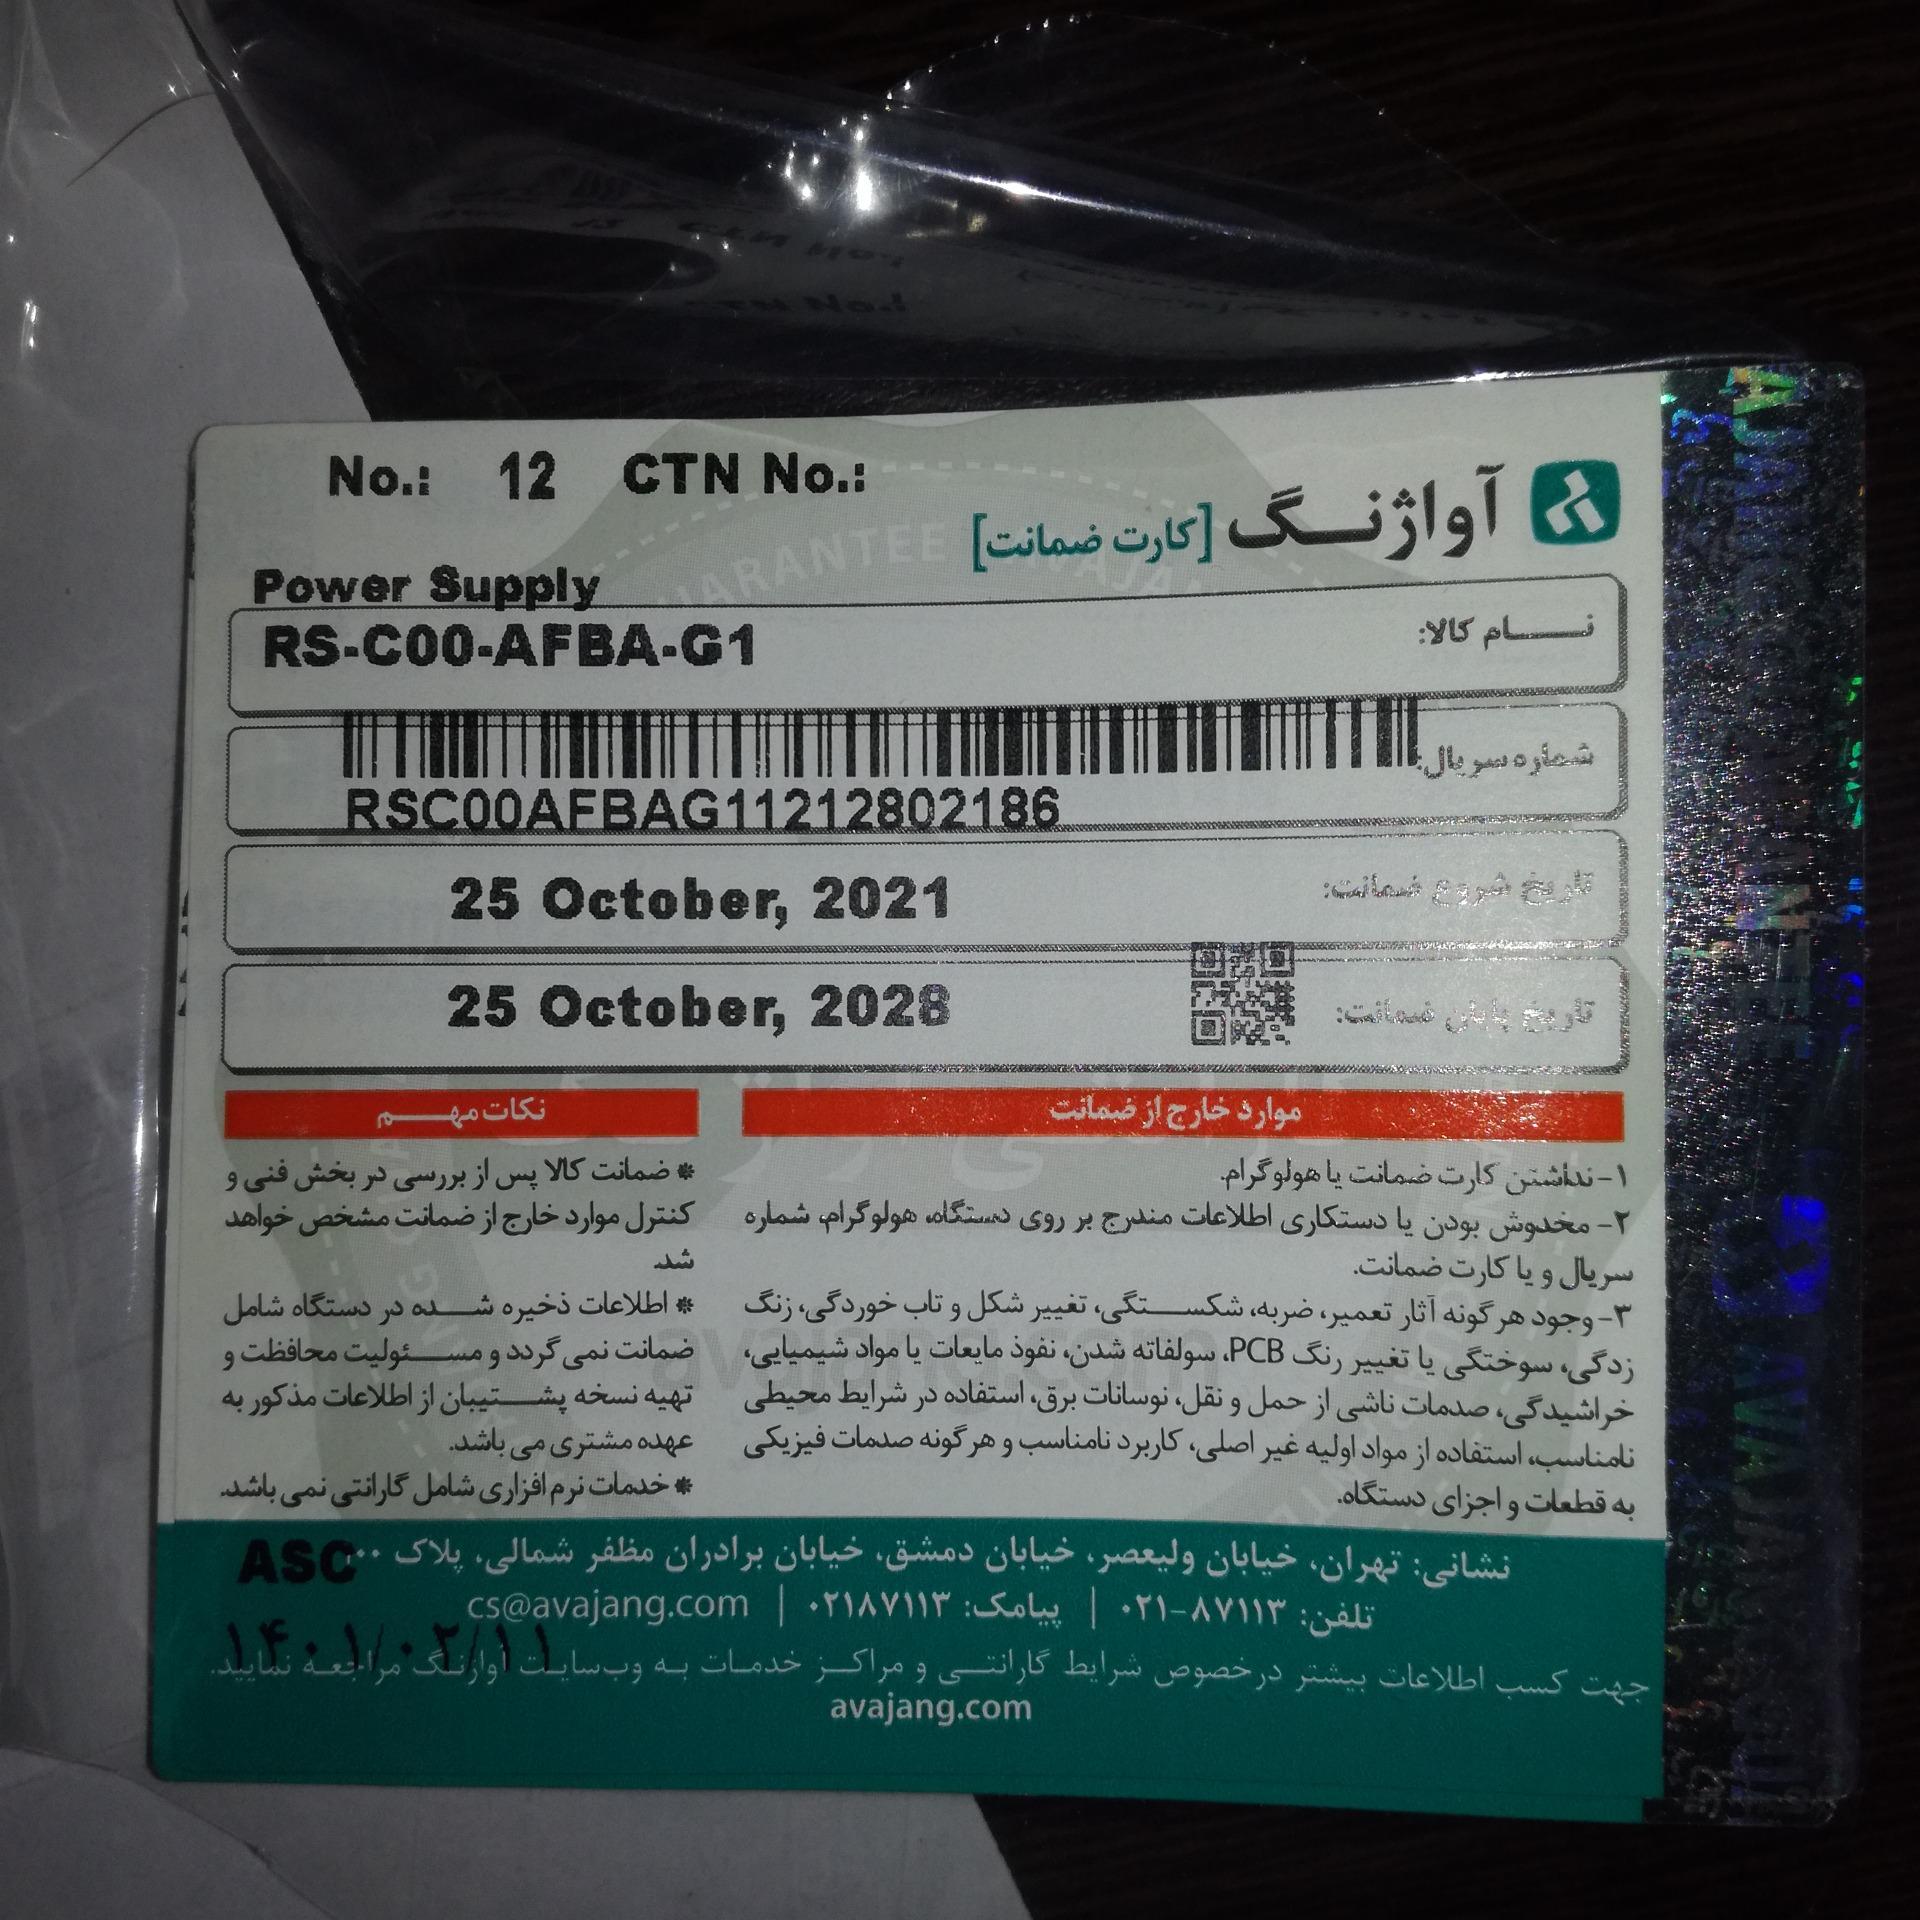 No.: 12 CTN No.:
آواژنگ [کارت ضمانت]
Power Supply
نام کالا: RS-C00-AFBA-G1
شماره سریال:
RSC00AFBAG11212802186
تاریخ شروع ضمانت: 25 October, 2021
تاریخ پایان ضمانت: 25 October, 2028
موارد خارج از ضمانت
۱- نداشتن کارت ضمانت یا هولوگرام.
۲- مخدوش بودن یا دستکاری اطلاعات مندرج بر روی دستگاه، هولوگرام، شماره
سریال و یا کارت ضمانت.
۳- وجود هر گونه آثار تعمیر، ضربه، شکستگی، تغییر شکل و تاب خوردگی، زنگ
زدگی، سوختگی یا تغییر رنگ PCB، سولفاته شدن، نفوذ مایعات یا مواد شیمیایی،
خراشیدگی، صدمات ناشی از حمل و نقل، نوسانات برق، استفاده در شرایط محیطی
نامناسب، استفاده از مواد اولیه غیر اصلی، کاربرد نامناسب و هر گونه صدمات فیزیکی
به قطعات و اجزای دستگاه.
نکات مهم
* ضمانت کالا پس از بررسی در بخش فنی و
کنترل موارد خارج از ضمانت مشخص خواهد
شد.
* اطلاعات ذخیره شده در دستگاه شامل
ضمانت نمی گردد و مسئولیت محافظت و
تهیه نسخه پشتیبان از اطلاعات مذکور به
عهده مشتری می باشد.
* خدمات نرم افزاری شامل گارانتی نمی باشد.
نشانی: تهران، خیابان ولیعصر، خیابان دمشق، خیابان برادران مظفر شمالی، پلاک
ASC
تلفن: ۸۷۱۱۳-۰۲۱ | پیامک: ۰۲۱۸۷۱۱۳ | cs@avajang.com
۱۴۰۱/۰۲/۱۱
جهت کسب اطلاعات بیشتر درخصوص شرایط گارانتی و مراکز خدمات به وب‌سایت آواژنگ مراجعه نمایید.
avajang.com